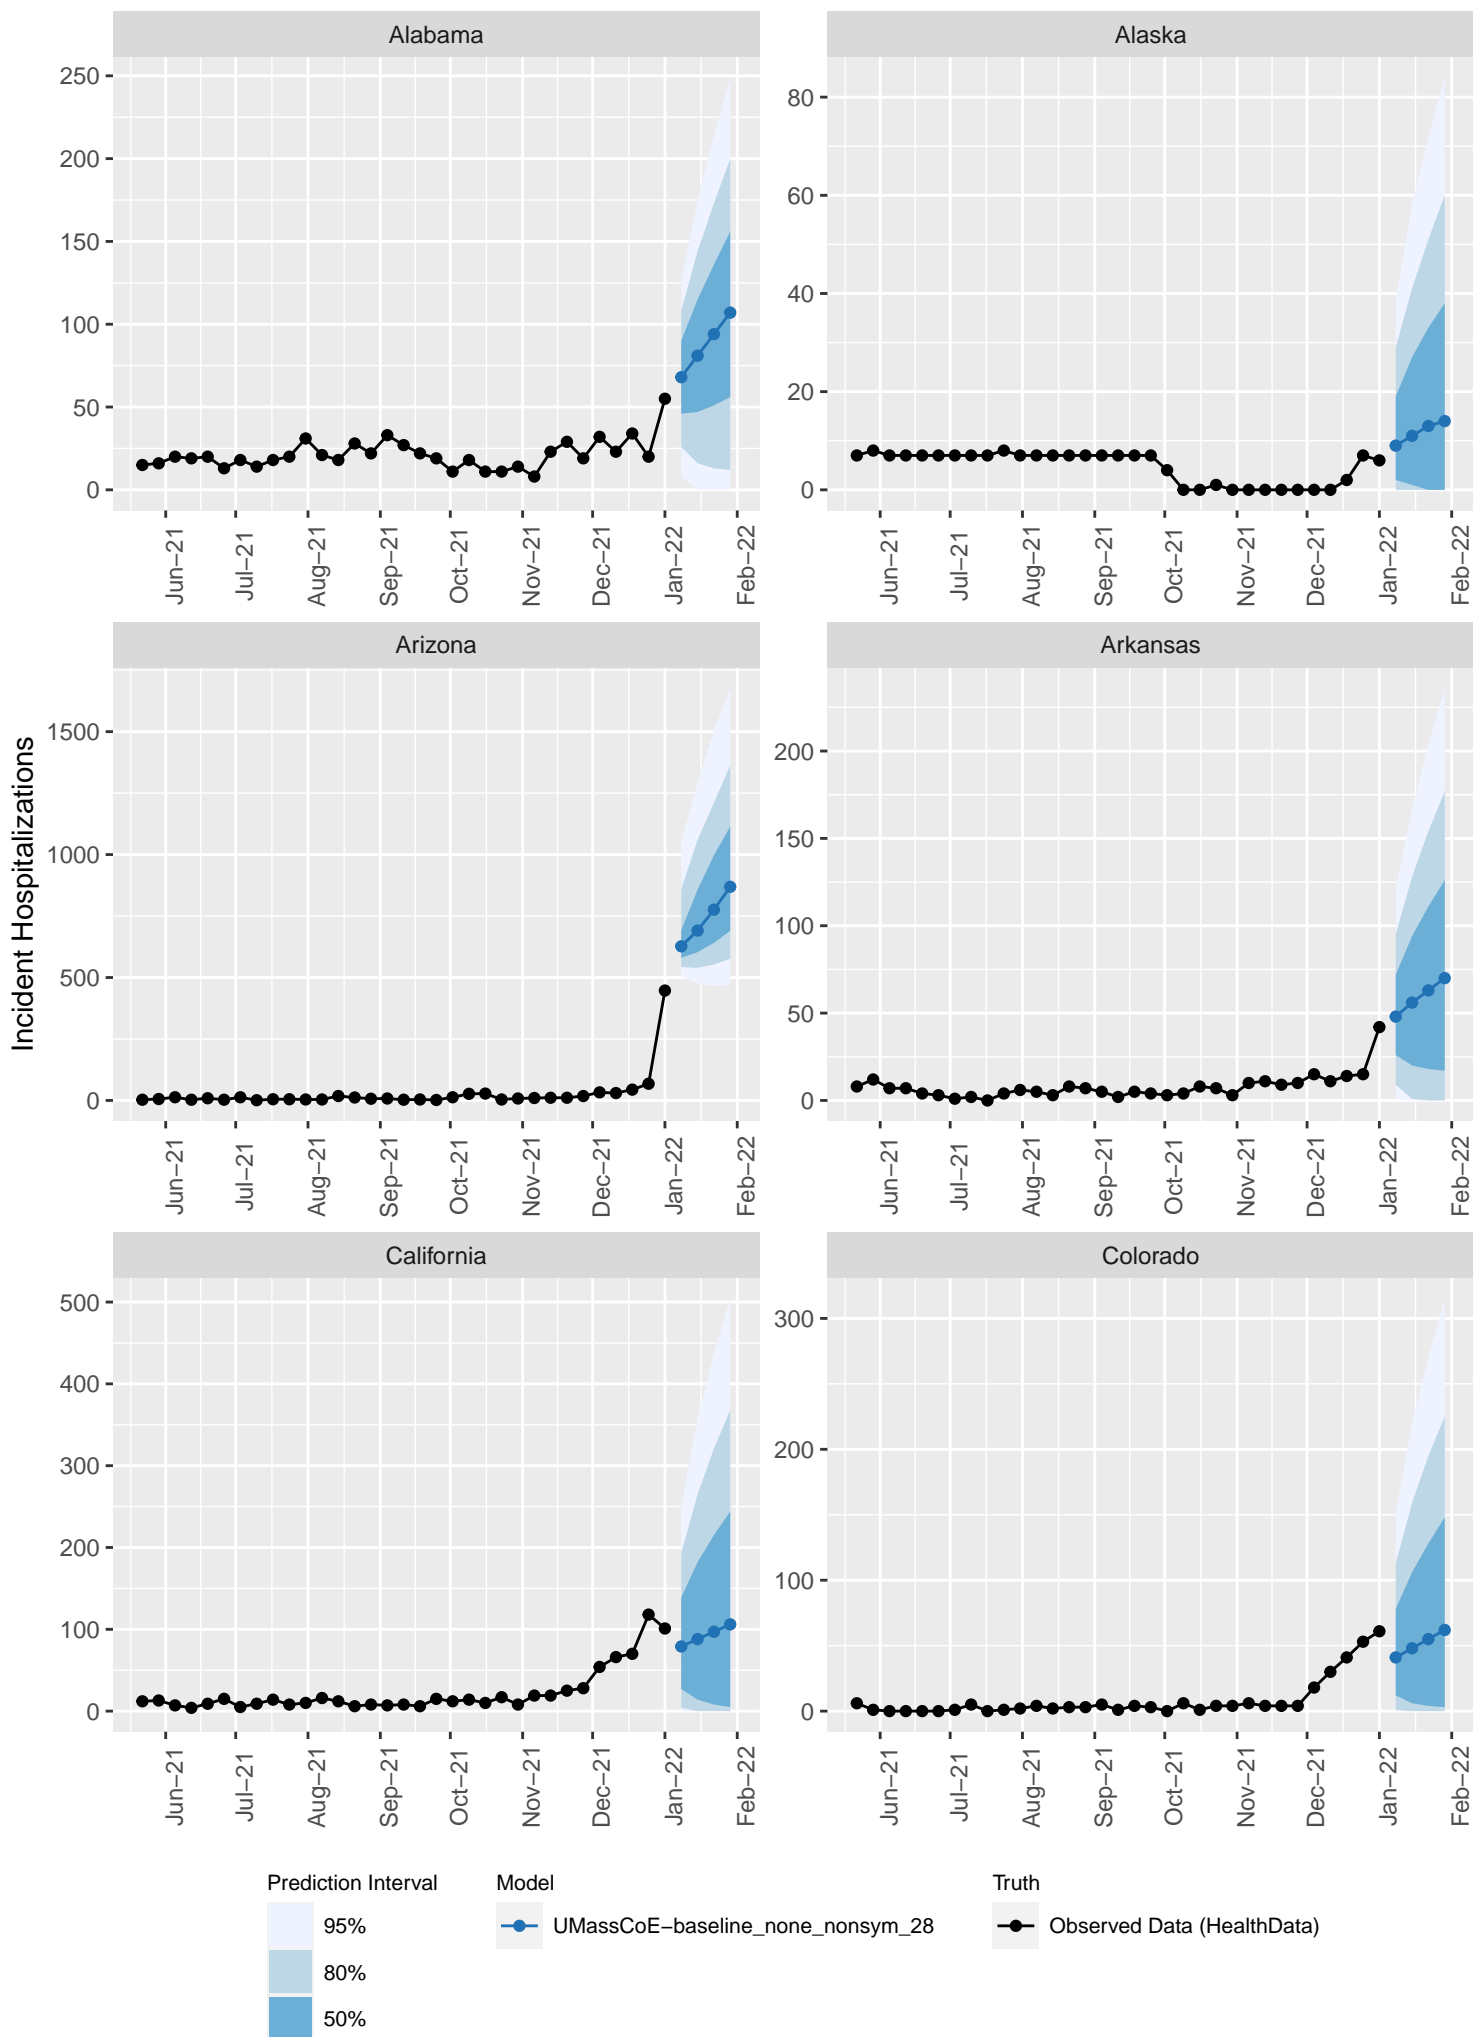 Alabama
Alaska
250
200
150
100
50
0
80
60
40
20
0
Jun−21
Jul−21
Aug−21
Sep−21
Oct−21
Nov−21
Dec−21
Jan−22
Feb−22
Jun−21
Jul−21
Aug−21
Sep−21
Oct−21
Nov−21
Dec−21
Jan−22
Feb−22
Incident Hospitalizations
Arizona
Arkansas
1500
1000
500
0
200
150
100
50
0
Jun−21
Jul−21
Aug−21
Sep−21
Oct−21
Nov−21
Dec−21
Jan−22
Feb−22
Jun−21
Jul−21
Aug−21
Sep−21
Oct−21
Nov−21
Dec−21
Jan−22
Feb−22
California
Colorado
500
400
300
200
100
0
300
200
100
0
Jun−21
Jul−21
Aug−21
Sep−21
Oct−21
Nov−21
Dec−21
Jan−22
Feb−22
Jun−21
Jul−21
Aug−21
Sep−21
Oct−21
Nov−21
Dec−21
Jan−22
Feb−22
Prediction Interval
95%
80%
50%
Model
UMassCoE−baseline_none_nonsym_28
Truth
Observed Data (HealthData)